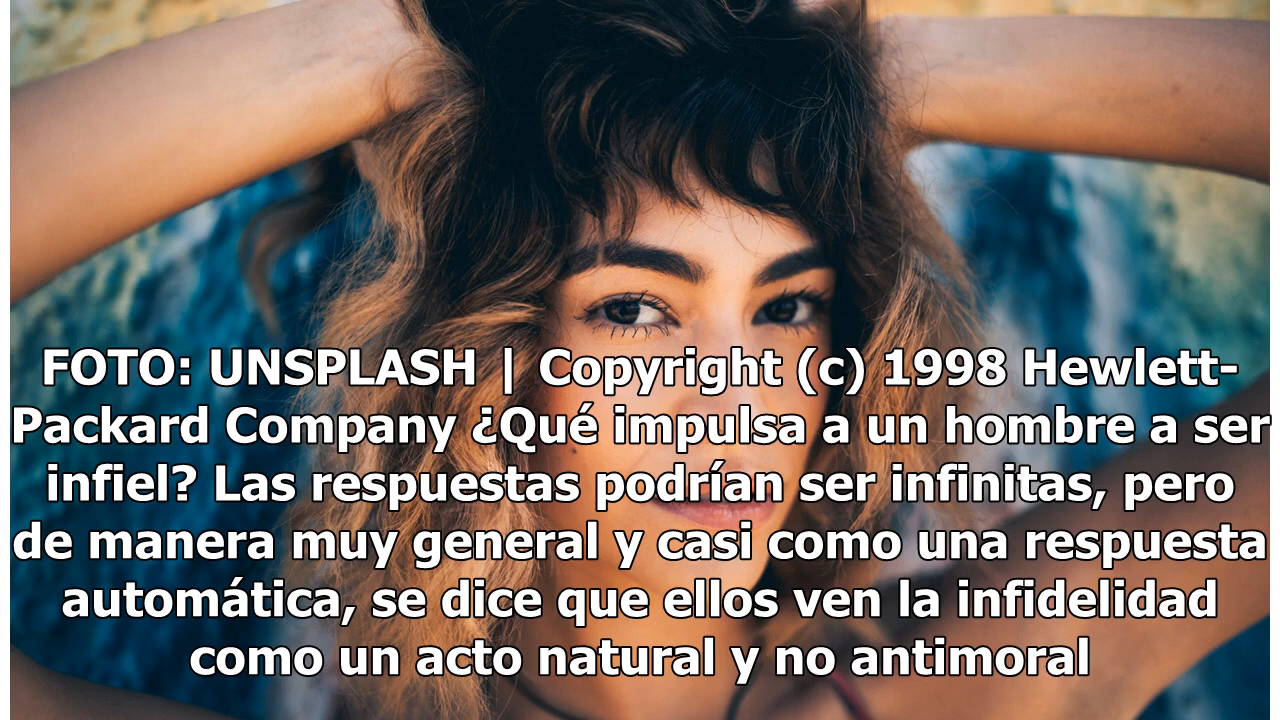 FOTO: UNSPLASH | Copyright (c) 1998 Hewlett-
Packard Company ¿Qué impulsa a un hombre a ser
infiel? Las respuestas podrían ser infinitas, pero
de manera muy general y casi como una respuesta
automática, se dice que ellos ven la infidelidad
como un acto natural y no antimoral